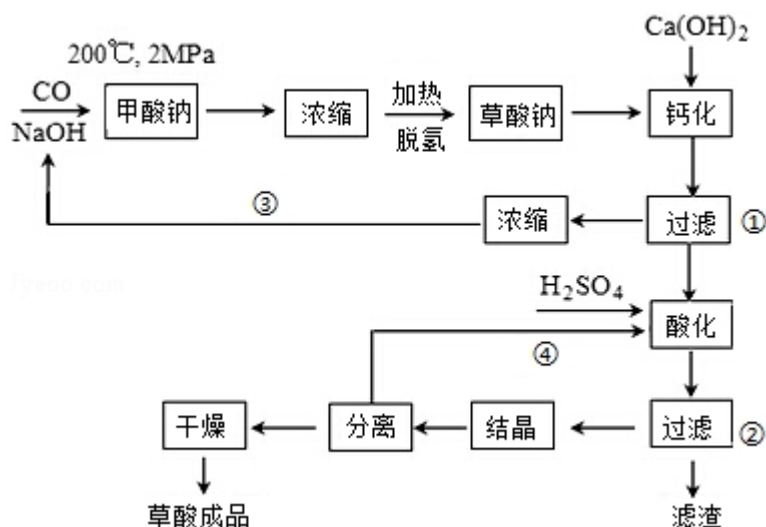 Ca(OH)₂
200℃, 2MPa
CO
NaOH
甲酸钠
浓缩
加热
脱氢
草酸钠
钙化
③
浓缩
过滤
①
H₂SO₄
酸化
④
干燥
分离
结晶
过滤
②
草酸成品
滤渣